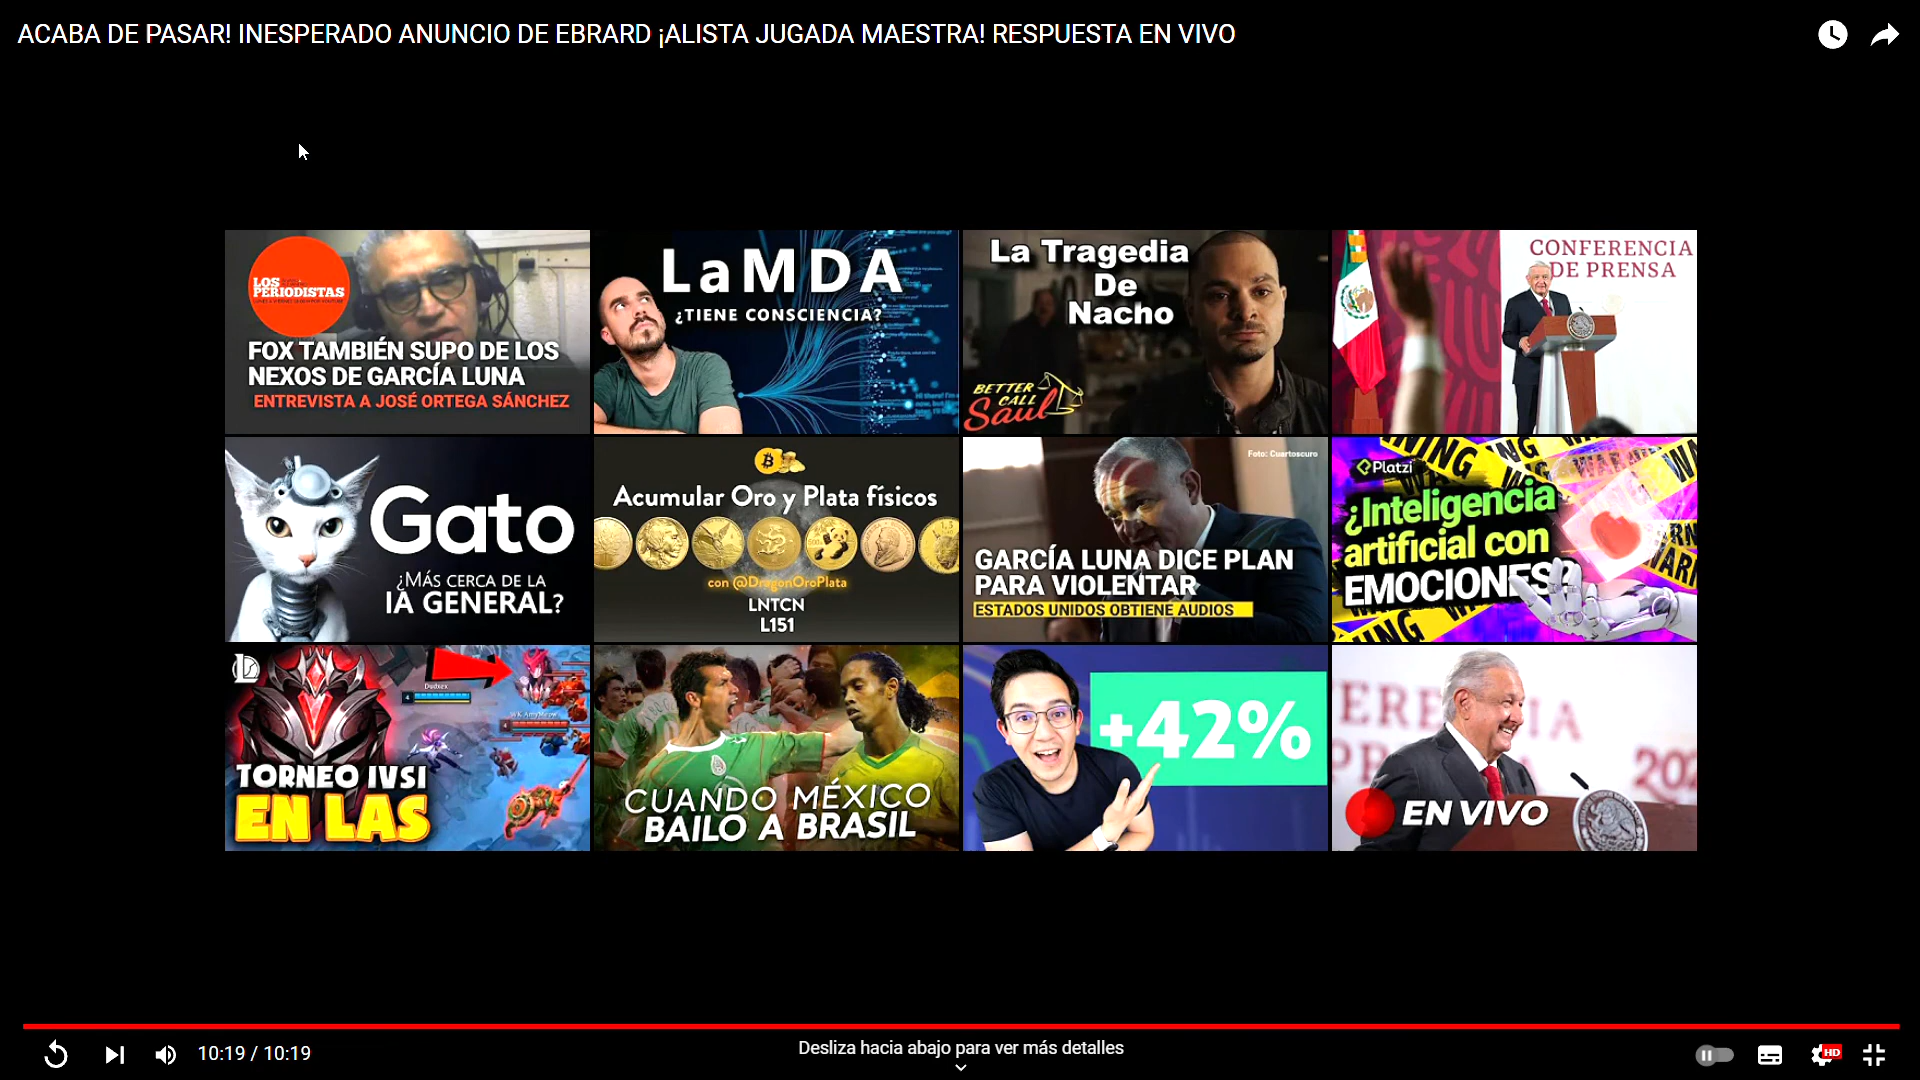 ACABA DE PASAR! INESPERADO ANUNCIO DE EBRARD ¡ALISTA JUGADA MAESTRA! RESPUESTA EN VIVO
LOS
PERIODISTAS
FOX TAMBIÉN SUPO DE LOS
NEXOS DE GARCÍA LUNA
ENTREVISTA A JOSÉ ORTEGA SÁNCHEZ
LaMDA
¿TIENE CONSCIENCIA?
La Tragedia
De
Nacho
BETTER
CALL
Saul
CONFERENCIA
DE PRENSA
Gato
¿MÁS CERCA DE LA
IA GENERAL?
Acumular Oro y Plata físicos
con @DragonOroPlata
LNTCN
L151
Foto: Cuartoscuro
GARCÍA LUNA DICE PLAN
PARA VIOLENTAR
ESTADOS UNIDOS OBTIENE AUDIOS
Platzi
¿Inteligencia
artificial con
EMOCIONES?
TORNEO 1VS1
EN LAS
CUANDO MÉXICO
BAILO A BRASIL
+42%
EN VIVO
10:19 / 10:19
Desliza hacia abajo para ver más detalles
HD